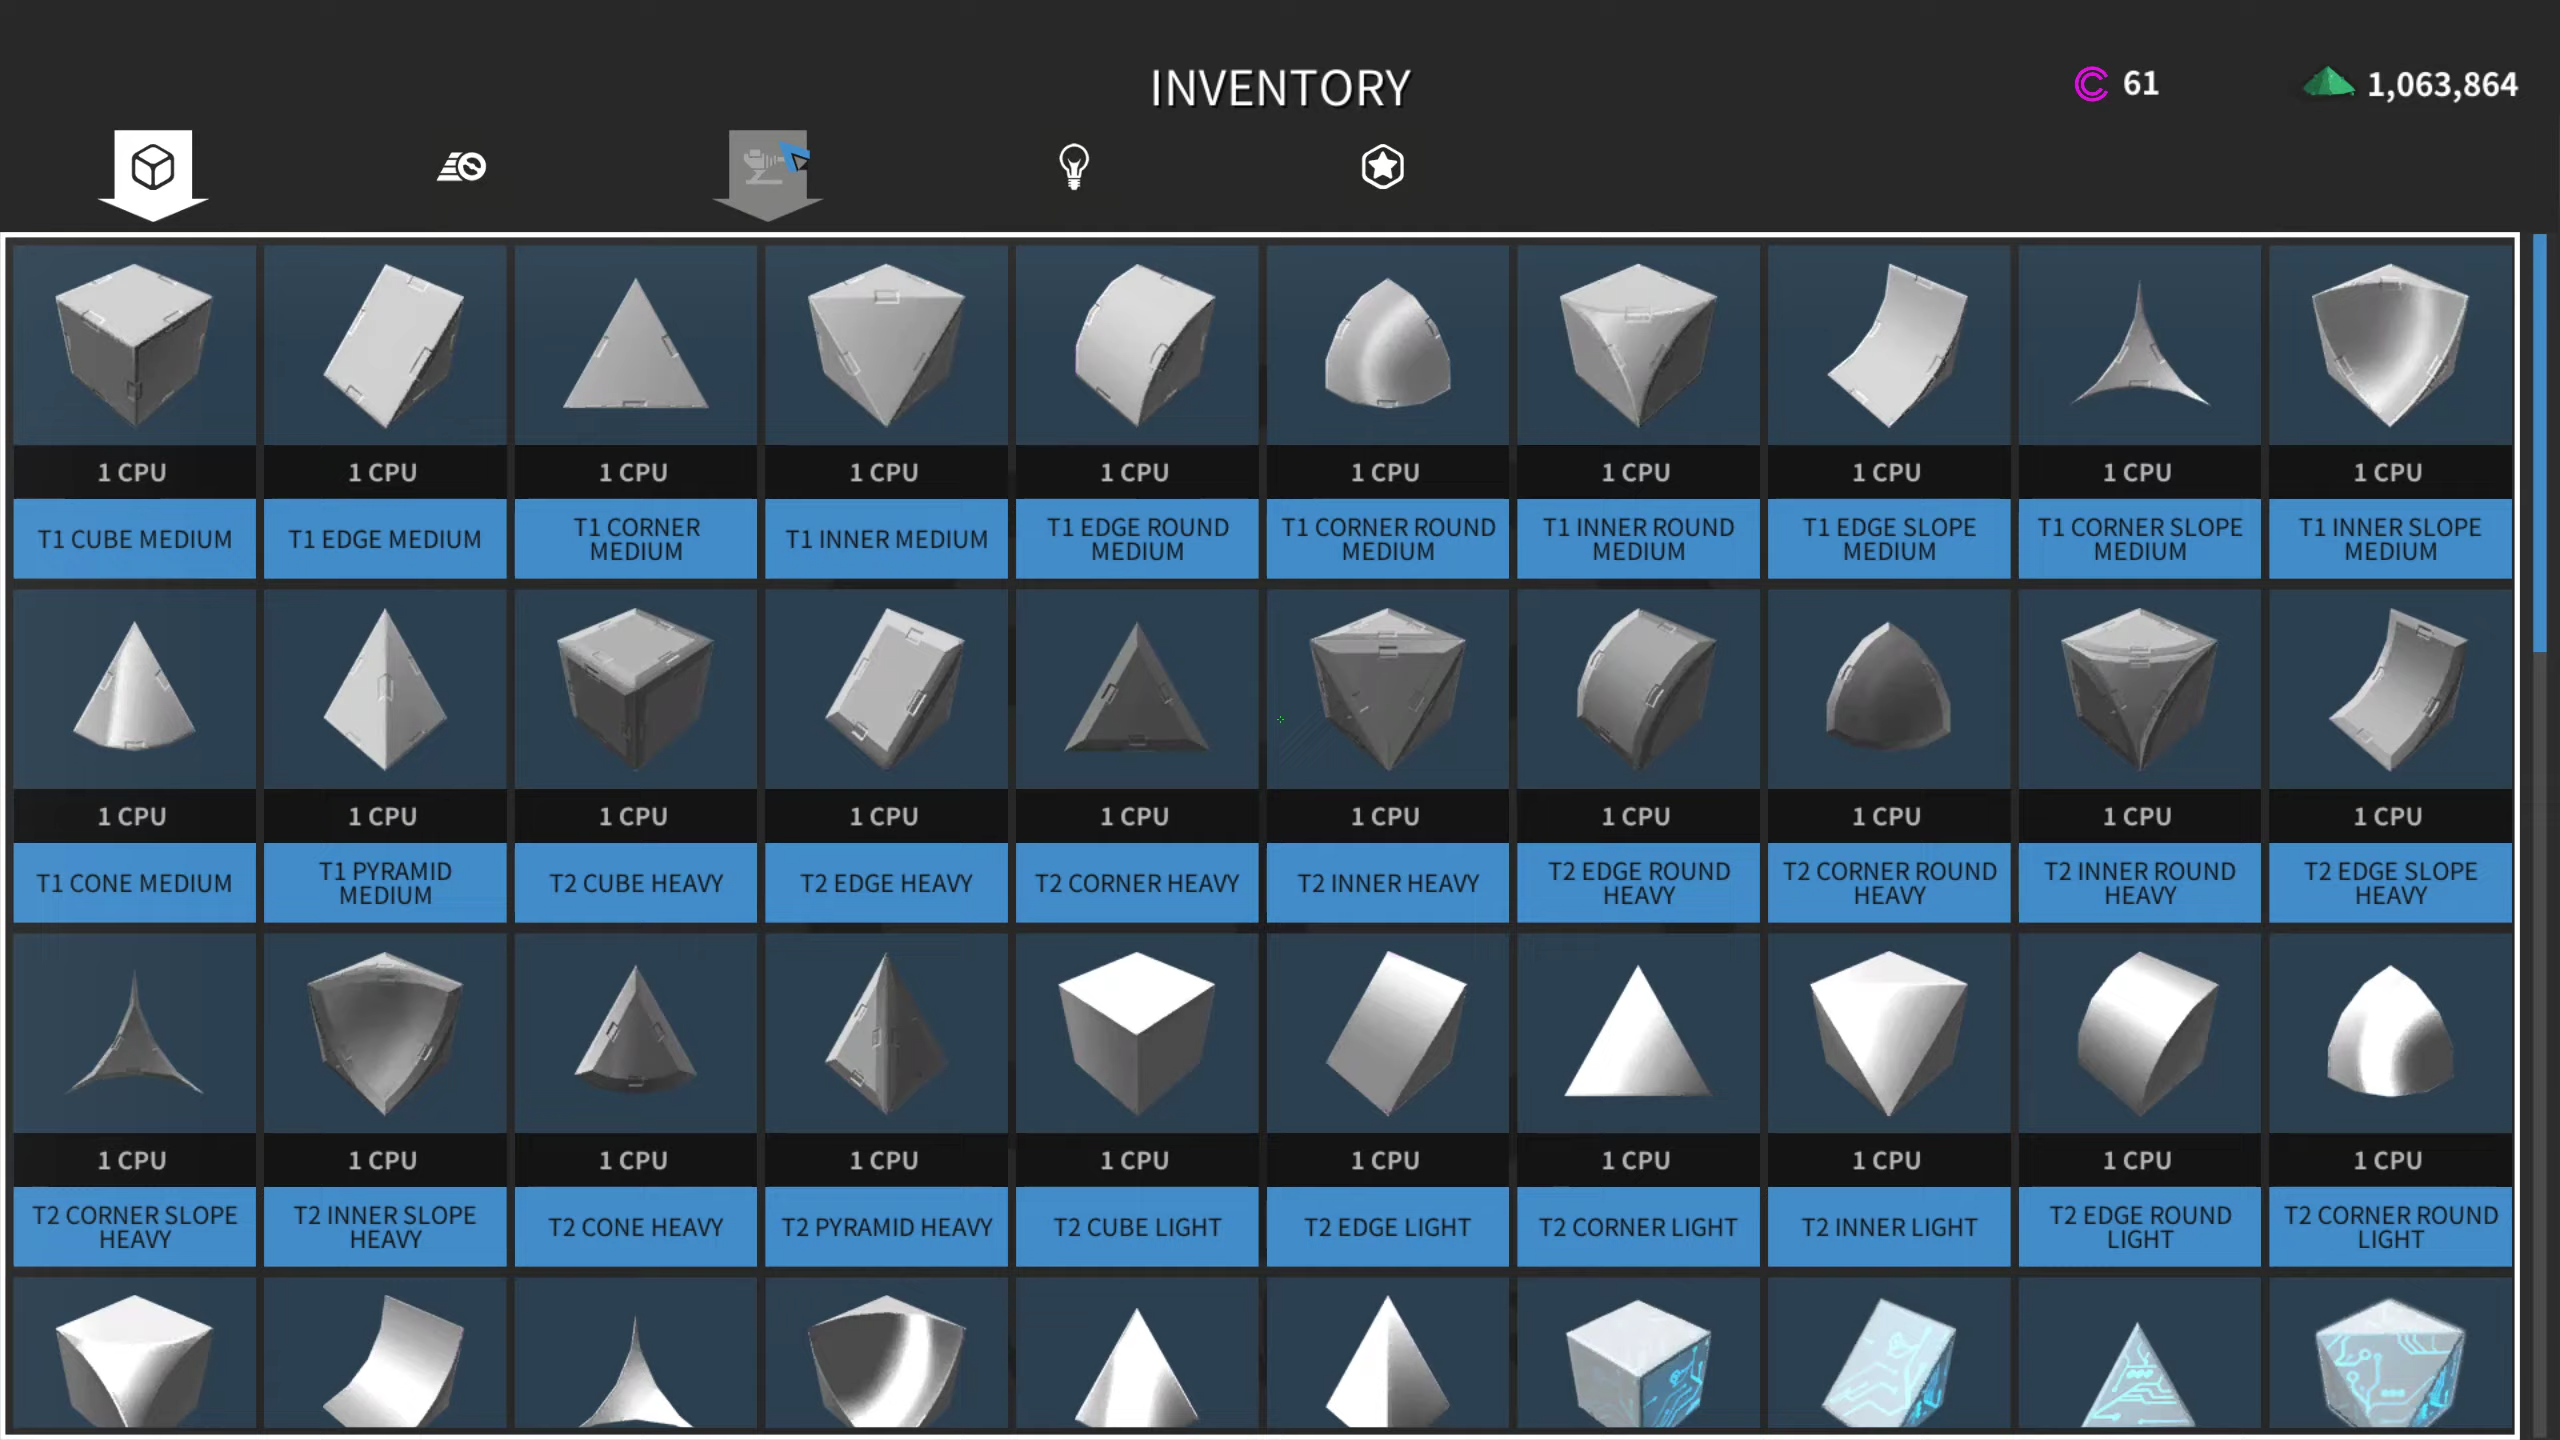 INVENTORY
61
1,063,864
1 CPU
1 CPU
1 CPU
1 CPU
1 CPU
1 CPU
1 CPU
1 CPU
1 CPU
1 CPU
T1 CUBE MEDIUM
T1 EDGE MEDIUM
T1 CORNER
MEDIUM
T1 INNER MEDIUM
T1 EDGE ROUND
MEDIUM
T1 CORNER ROUND
MEDIUM
T1 INNER ROUND
MEDIUM
T1 EDGE SLOPE
MEDIUM
T1 CORNER SLOPE
MEDIUM
T1 INNER SLOPE
MEDIUM
1 CPU
1 CPU
1 CPU
1 CPU
1 CPU
1 CPU
1 CPU
1 CPU
1 CPU
1 CPU
T1 CONE MEDIUM
T1 PYRAMID
MEDIUM
T2 CUBE HEAVY
T2 EDGE HEAVY
T2 CORNER HEAVY
T2 INNER HEAVY
T2 EDGE ROUND
HEAVY
T2 CORNER ROUND
HEAVY
T2 INNER ROUND
HEAVY
T2 EDGE SLOPE
HEAVY
1 CPU
1 CPU
1 CPU
1 CPU
1 CPU
1 CPU
1 CPU
1 CPU
1 CPU
1 CPU
T2 CORNER SLOPE
HEAVY
T2 INNER SLOPE
HEAVY
T2 CONE HEAVY
T2 PYRAMID HEAVY
T2 CUBE LIGHT
T2 EDGE LIGHT
T2 CORNER LIGHT
T2 INNER LIGHT
T2 EDGE ROUND
LIGHT
T2 CORNER ROUND
LIGHT